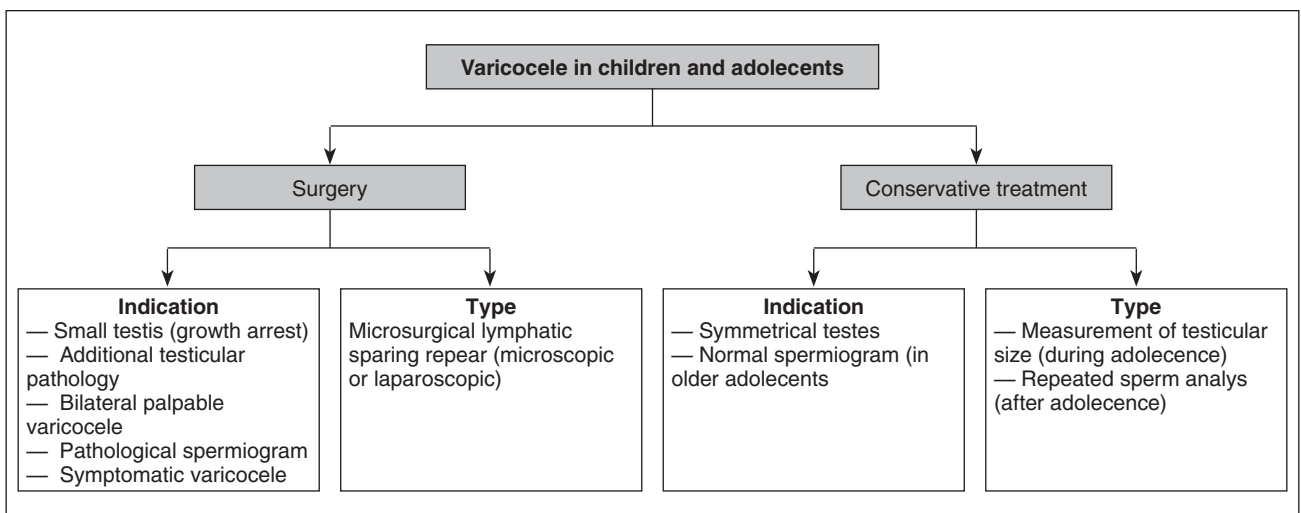 Varicocele in children and adolecents
Surgery
Conservative treatment
Indication
— Small testis (growth arrest)
— Additional testicular
pathology
— Bilateral palpable
varicocele
— Pathological spermiogram
— Symptomatic varicocele
Type
Microsurgical lymphatic
sparing repear (microscopic
or laparoscopic)
Indication
— Symmetrical testes
— Normal spermiogram (in
older adolecents
Type
— Measurement of testicular
size (during adolecence)
— Repeated sperm analys
(after adolecence)